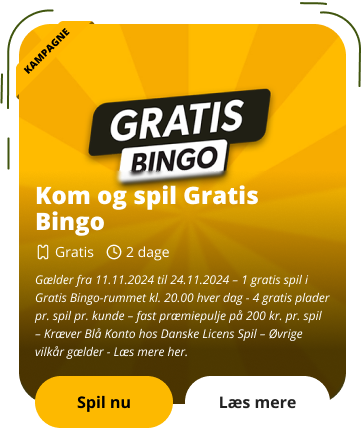 KAMPAGNE
GRATIS
BINGO
Kom og spil Gratis
Bingo
Gratis 2 dage
Gælder fra 11.11.2024 til 24.11.2024 – 1 gratis spil i
Gratis Bingo-rummet kl. 20.00 hver dag - 4 gratis plader
pr. spil pr. kunde – fast præmiepulje på 200 kr. pr. spil
– Kræver Blå Konto hos Danske Licens Spil – Øvrige
vilkår gælder - Læs mere her.
Spil nu Læs mere